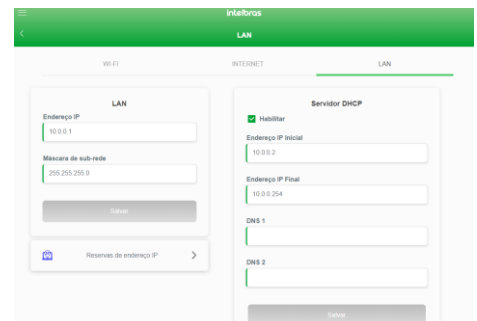 intelbras
LAN
WI-FI
INTERNET
LAN
LAN
Endereço IP
10.0.0.1
Máscara de sub-rede
255.255.255.0
Salvar
Reservas de endereço IP
Servidor DHCP
Habilitar
Endereço IP Inicial
10.0.0.2
Endereço IP Final
10.0.0.254
DNS 1
DNS 2
Salvar